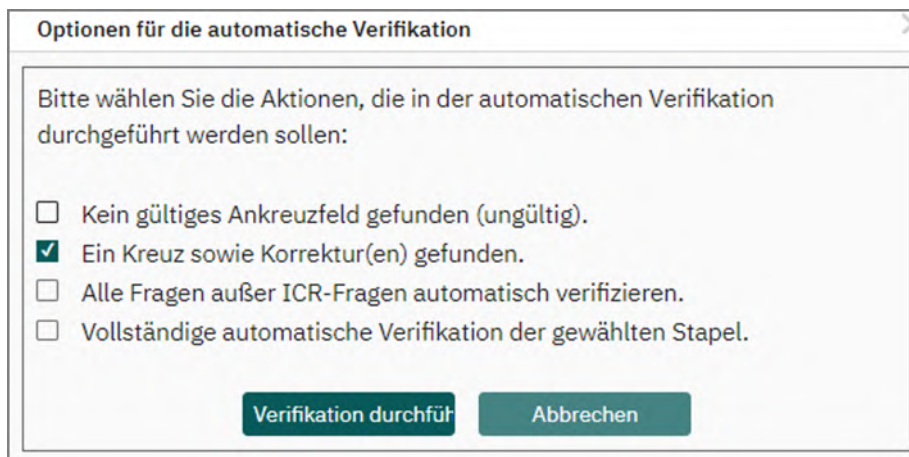 Optionen für die automatische Verifikation
Bitte wählen Sie die Aktionen, die in der automatischen Verifikation
durchgeführt werden sollen:
Kein gültiges Ankreuzfeld gefunden (ungültig).
Ein Kreuz sowie Korrektur(en) gefunden.
Alle Fragen außer ICR-Fragen automatisch verifizieren.
Vollständige automatische Verifikation der gewählten Stapel.
Verifikation durchfüh
Abbrechen